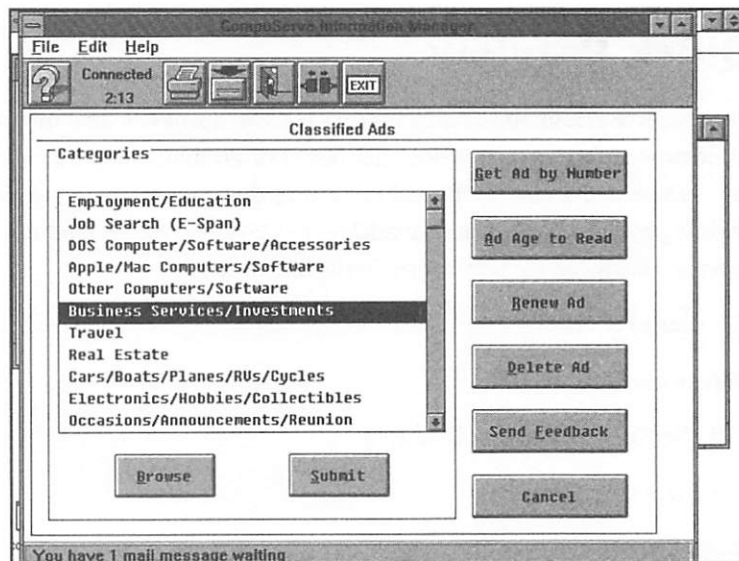 CompuServe Information Manager
File Edit Help
Connected
2:13
EXIT
Classified Ads
Categories
Employment/Education
Job Search (E-Span)
DOS Computer/Software/Accessories
Apple/Mac Computers/Software
Other Computers/Software
Business Services/Investments
Travel
Real Estate
Cars/Boats/Planes/RVs/Cycles
Electronics/Hobbies/Collectibles
Occasions/Announcements/Reunion
Browse
Submit
Get Ad by Number
Ad Age to Read
Renew Ad
Delete Ad
Send Feedback
Cancel
You have 1 mail message waiting